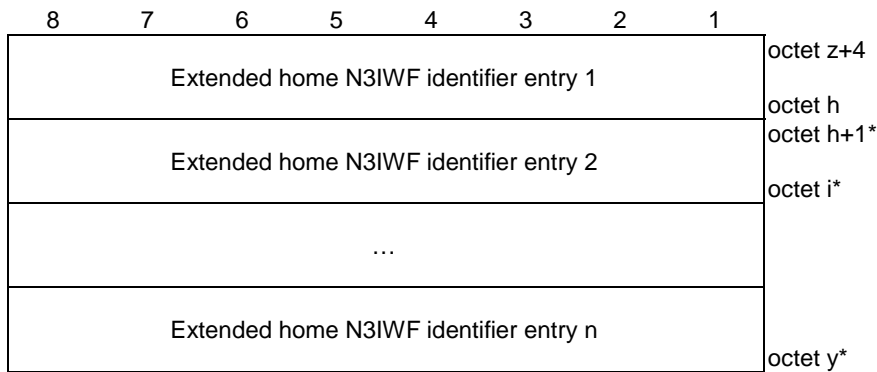 8 7 6 5 4 3 2 1
octet z+4
Extended home N3IWF identifier entry 1
octet h
octet h+1*
Extended home N3IWF identifier entry 2
octet i*
…
Extended home N3IWF identifier entry n
octet y*